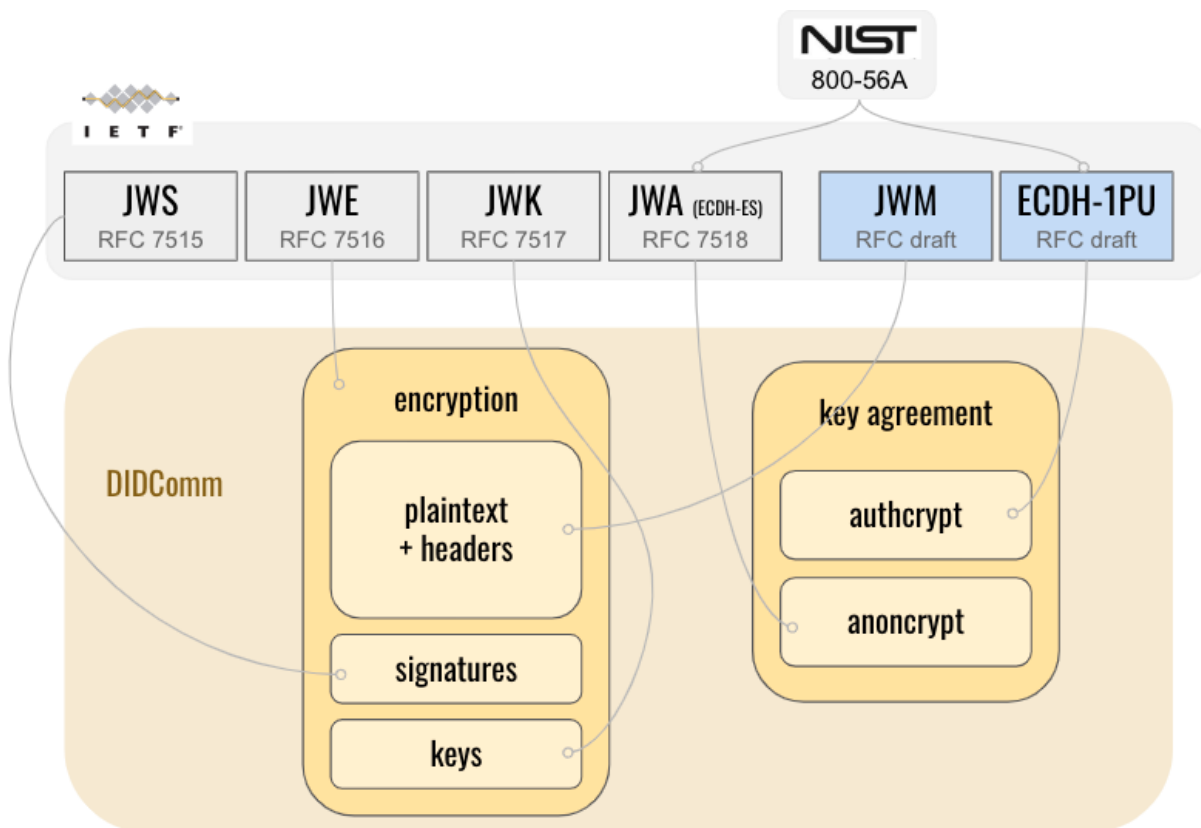 NIST
800-56A
IETF®
JWS
RFC 7515
JWE
RFC 7516
JWK
RFC 7517
JWA (ECDH-ES)
RFC 7518
JWM
RFC draft
ECDH-1PU
RFC draft
DIDComm
encryption
plaintext
+ headers
signatures
keys
key agreement
authcrypt
anoncrypt